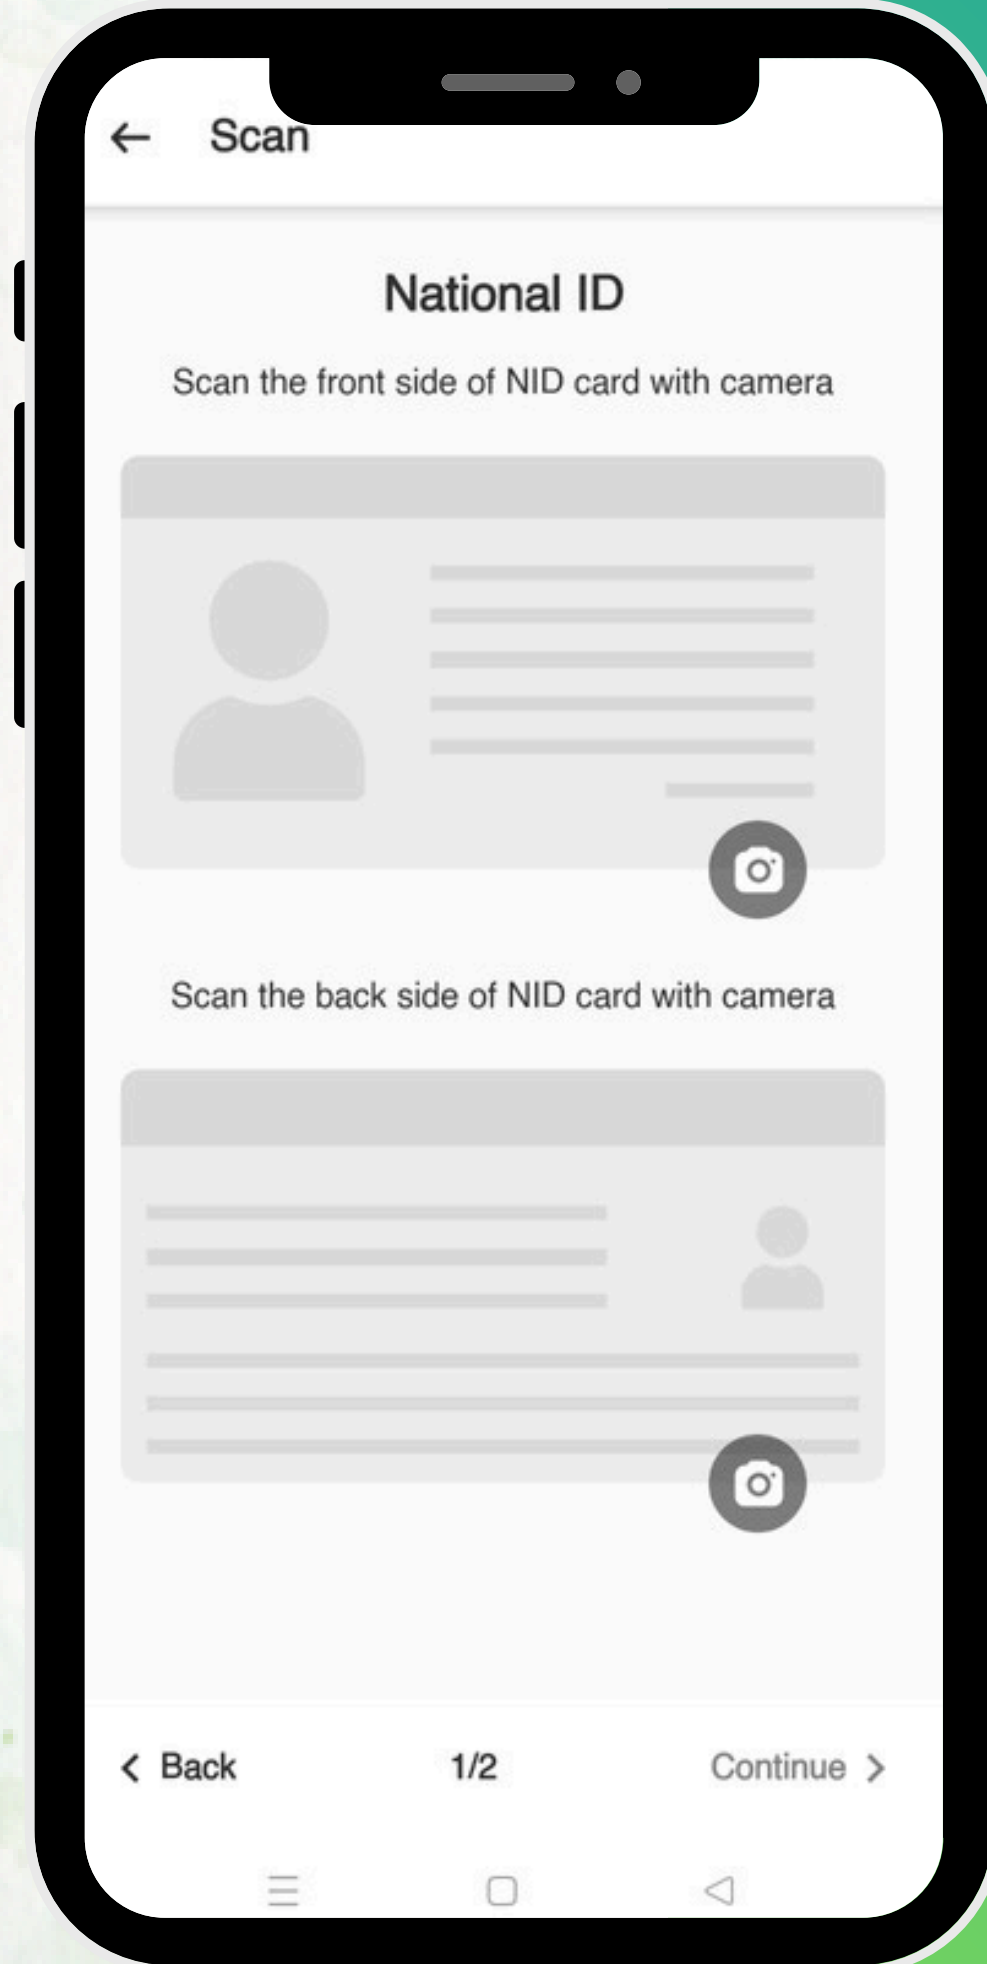 Scan
National ID
Scan the front side of NID card with camera
Scan the back side of NID card with camera
Back 1/2 Continue